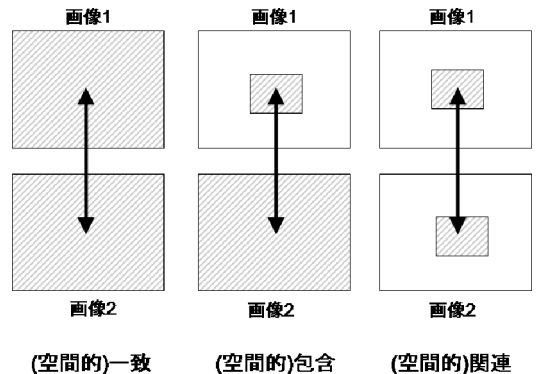 画像1 画像1 画像1
画像2 画像2 画像2
(空間的)一致 (空間的)包含 (空間的)関連